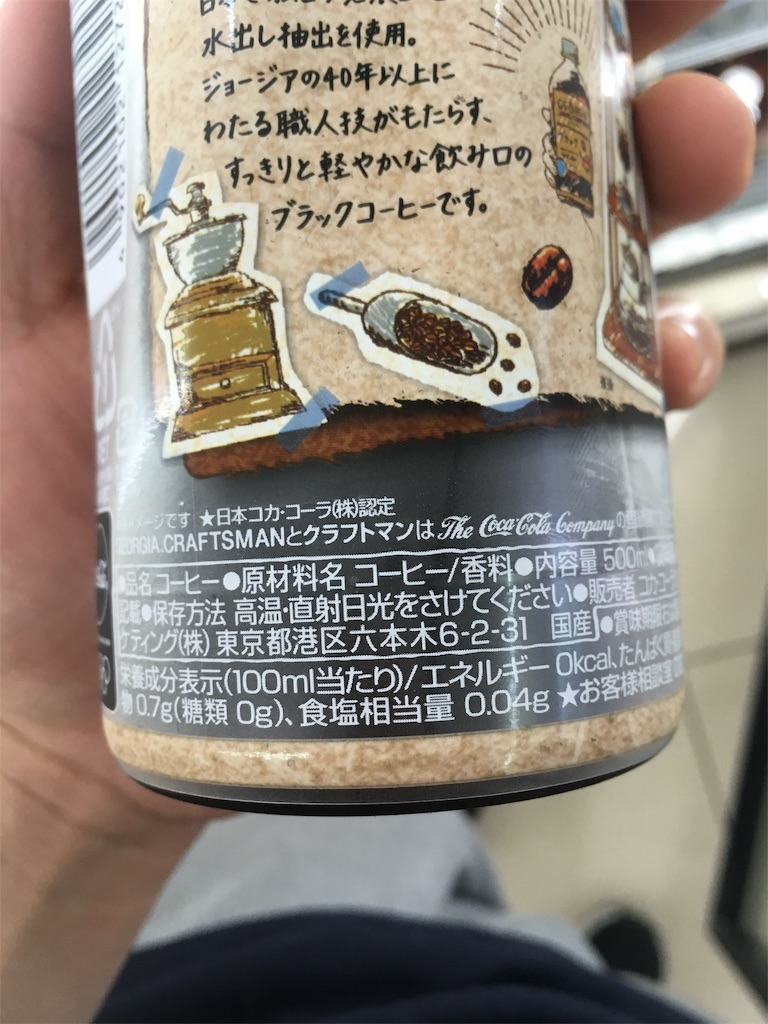 水出し抽出を使用。
ジョージアの40年以上に
わたる職人技がもたらす、
すっきりと軽やかな飲み口の
ブラックコーヒーです。
メージです ★日本コカ・コーラ(株)認定
GEORGIA.CRAFTSMANとクラフトマンは The Coca-Cola Company の
●品名 コーヒー●原材料名 コーヒー/香料●内容量 500ml
記載●保存方法 高温・直射日光をさけてください●販売者 コカ・コー
ケティング(株) 東京都港区六本木6-2-31 国産 ●賞味期限
栄養成分表示(100ml当たり)/エネルギー 0kcal、たんぱく質
物 0.7g(糖類 0g)、食塩相当量 0.04g ★お客様相談室